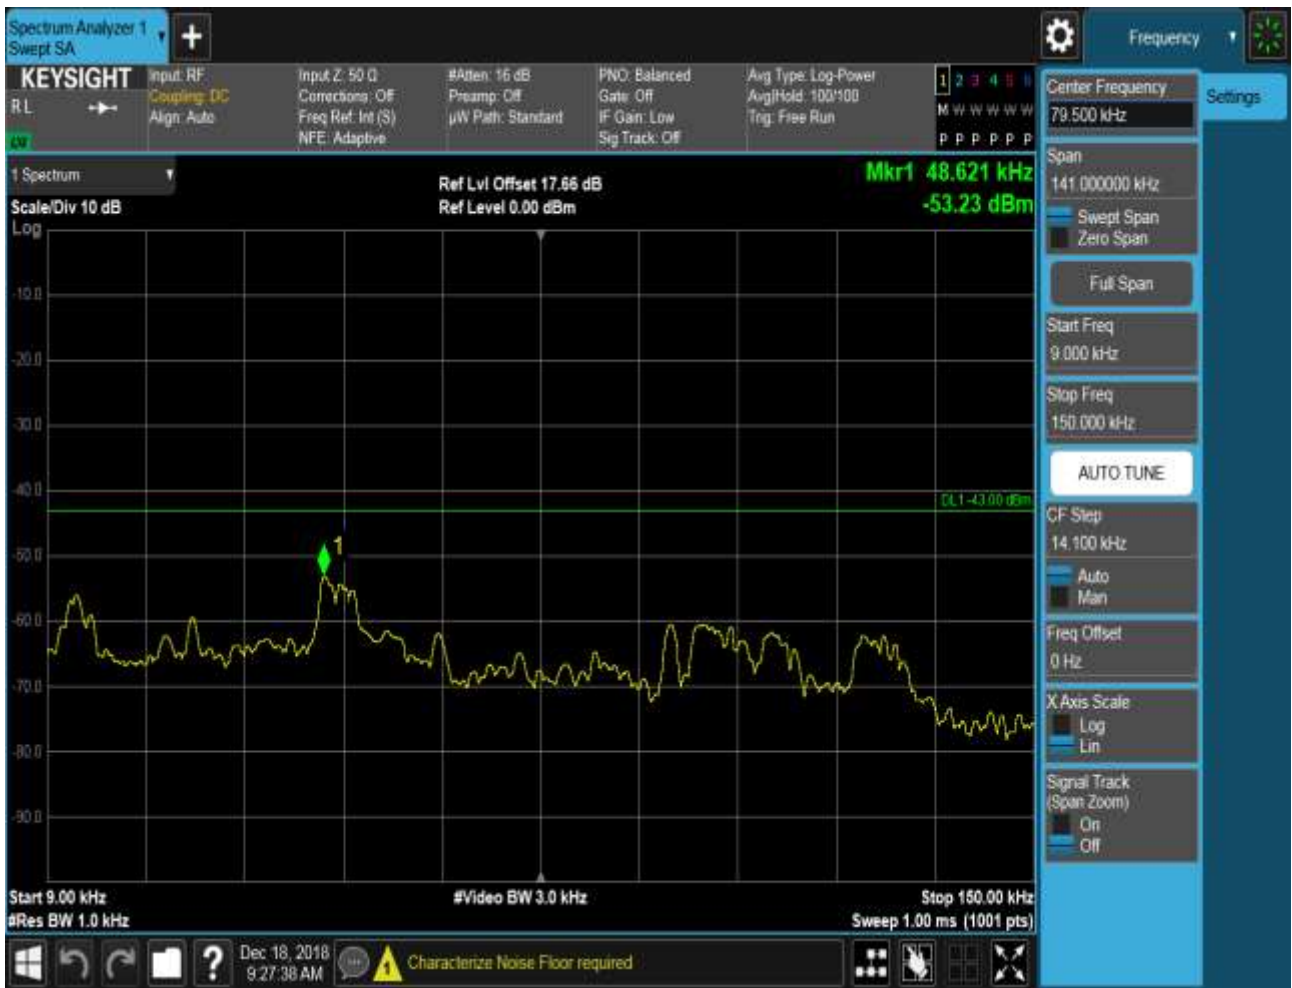 Spectrum Analyzer 1
Swept SA
Frequency
KEYSIGHT
R L
Input: RF
Coupling: DC
Align: Auto
Input Z: 50 Ω
Corrections: Off
Freq Ref: Int (S)
NFE: Adaptive
#Atten: 16 dB
Preamp: Off
µW Path: Standard
PNO: Balanced
Gate: Off
IF Gain: Low
Sig Track: Off
Avg Type: Log-Power
Avg|Hold: 100/100
Trig: Free Run
1 2 3 4 5 6
M W W W W W
P P P P P P
1 Spectrum
Scale/Div 10 dB
Log
Ref Lvl Offset 17.66 dB
Ref Level 0.00 dBm
Mkr1 48.621 kHz
-53.23 dBm
-10.0
-20.0
-30.0
-40.0
DL1 -43.00 dBm
1
-50.0
-60.0
-70.0
-80.0
-90.0
Start 9.00 kHz
#Res BW 1.0 kHz
#Video BW 3.0 kHz
Stop 150.00 kHz
Sweep 1.00 ms (1001 pts)
Center Frequency
79.500 kHz
Settings
Span
141.000000 kHz
Swept Span
Zero Span
Full Span
Start Freq
9.000 kHz
Stop Freq
150.000 kHz
AUTO TUNE
CF Step
14.100 kHz
Auto
Man
Freq Offset
0 Hz
X Axis Scale
Log
Lin
Signal Track
(Span Zoom)
On
Off
?
Dec 18, 2018
9:27:38 AM
1
Characterize Noise Floor required